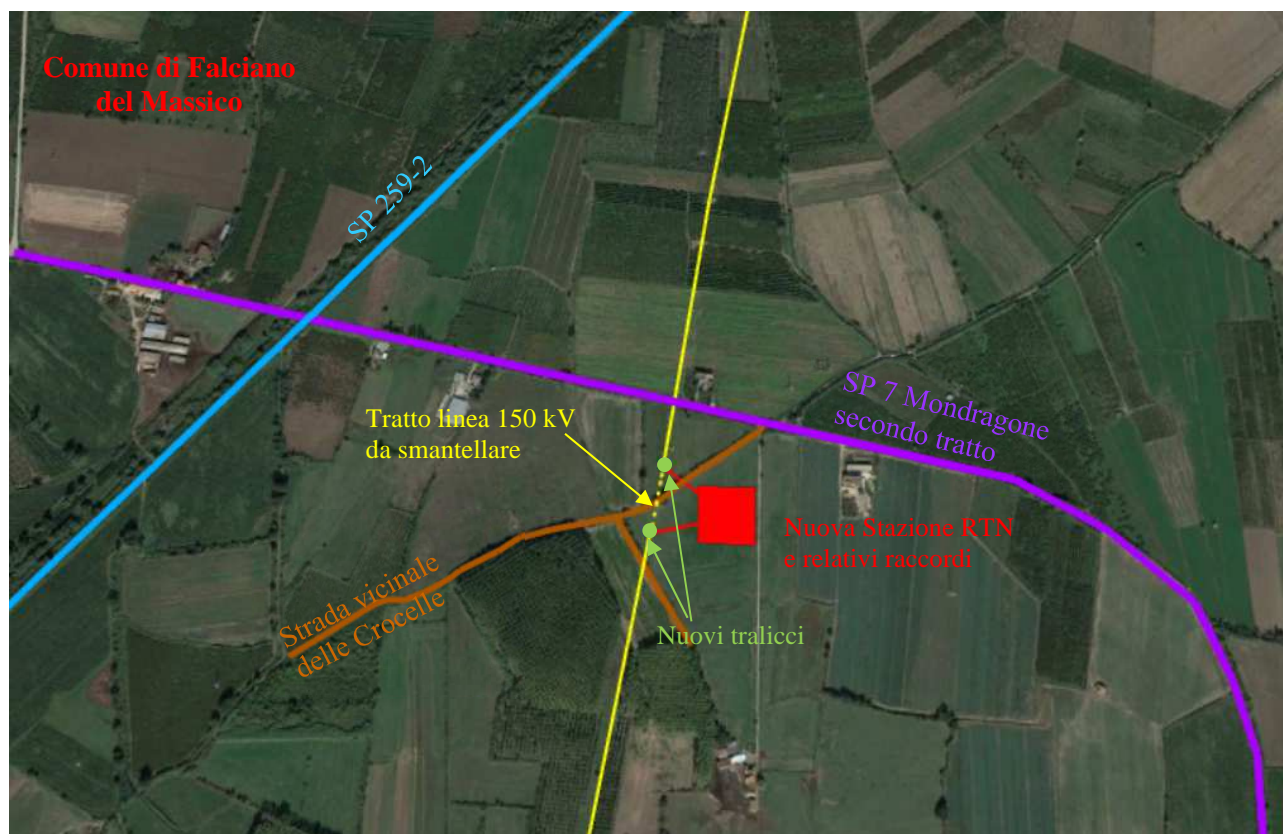 Comune di Falciano
del Massico
SP 259-2
SP 7 Mondragone
secondo tratto
Tratto linea 150 kV
da smantellare
Nuova Stazione RTN
e relativi raccordi
Strada vicinale
delle Crocelle
Nuovi tralicci